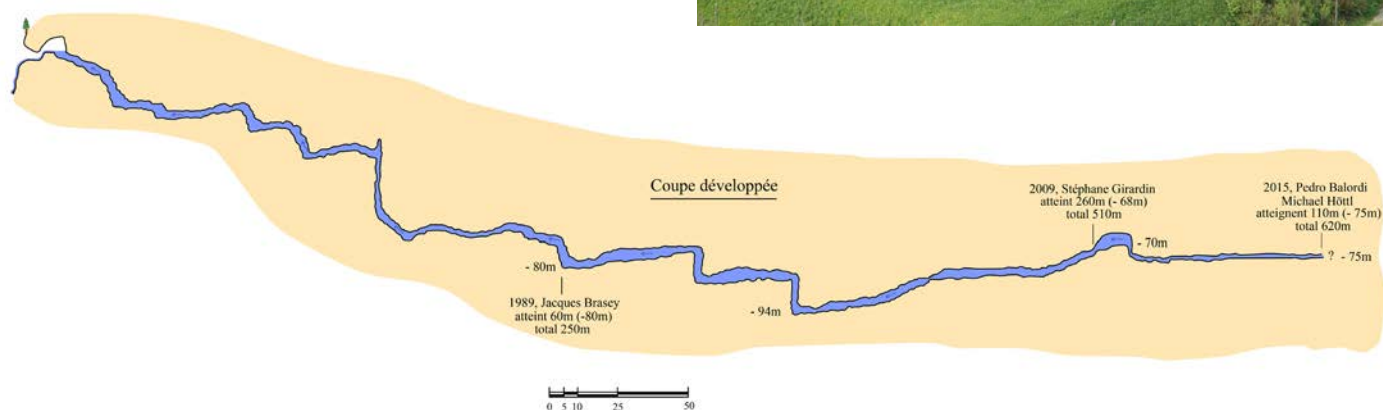 Coupe développée
2009, Stéphane Girardin
atteint 260m (- 68m)
total 510m
2015, Pedro Balordi
Michael Höttl
atteignent 110m (- 75m)
total 620m
- 70m
? - 75m
- 80m
1989, Jacques Brasey
atteint 60m (-80m)
total 250m
- 94m
0 5 10 25 50